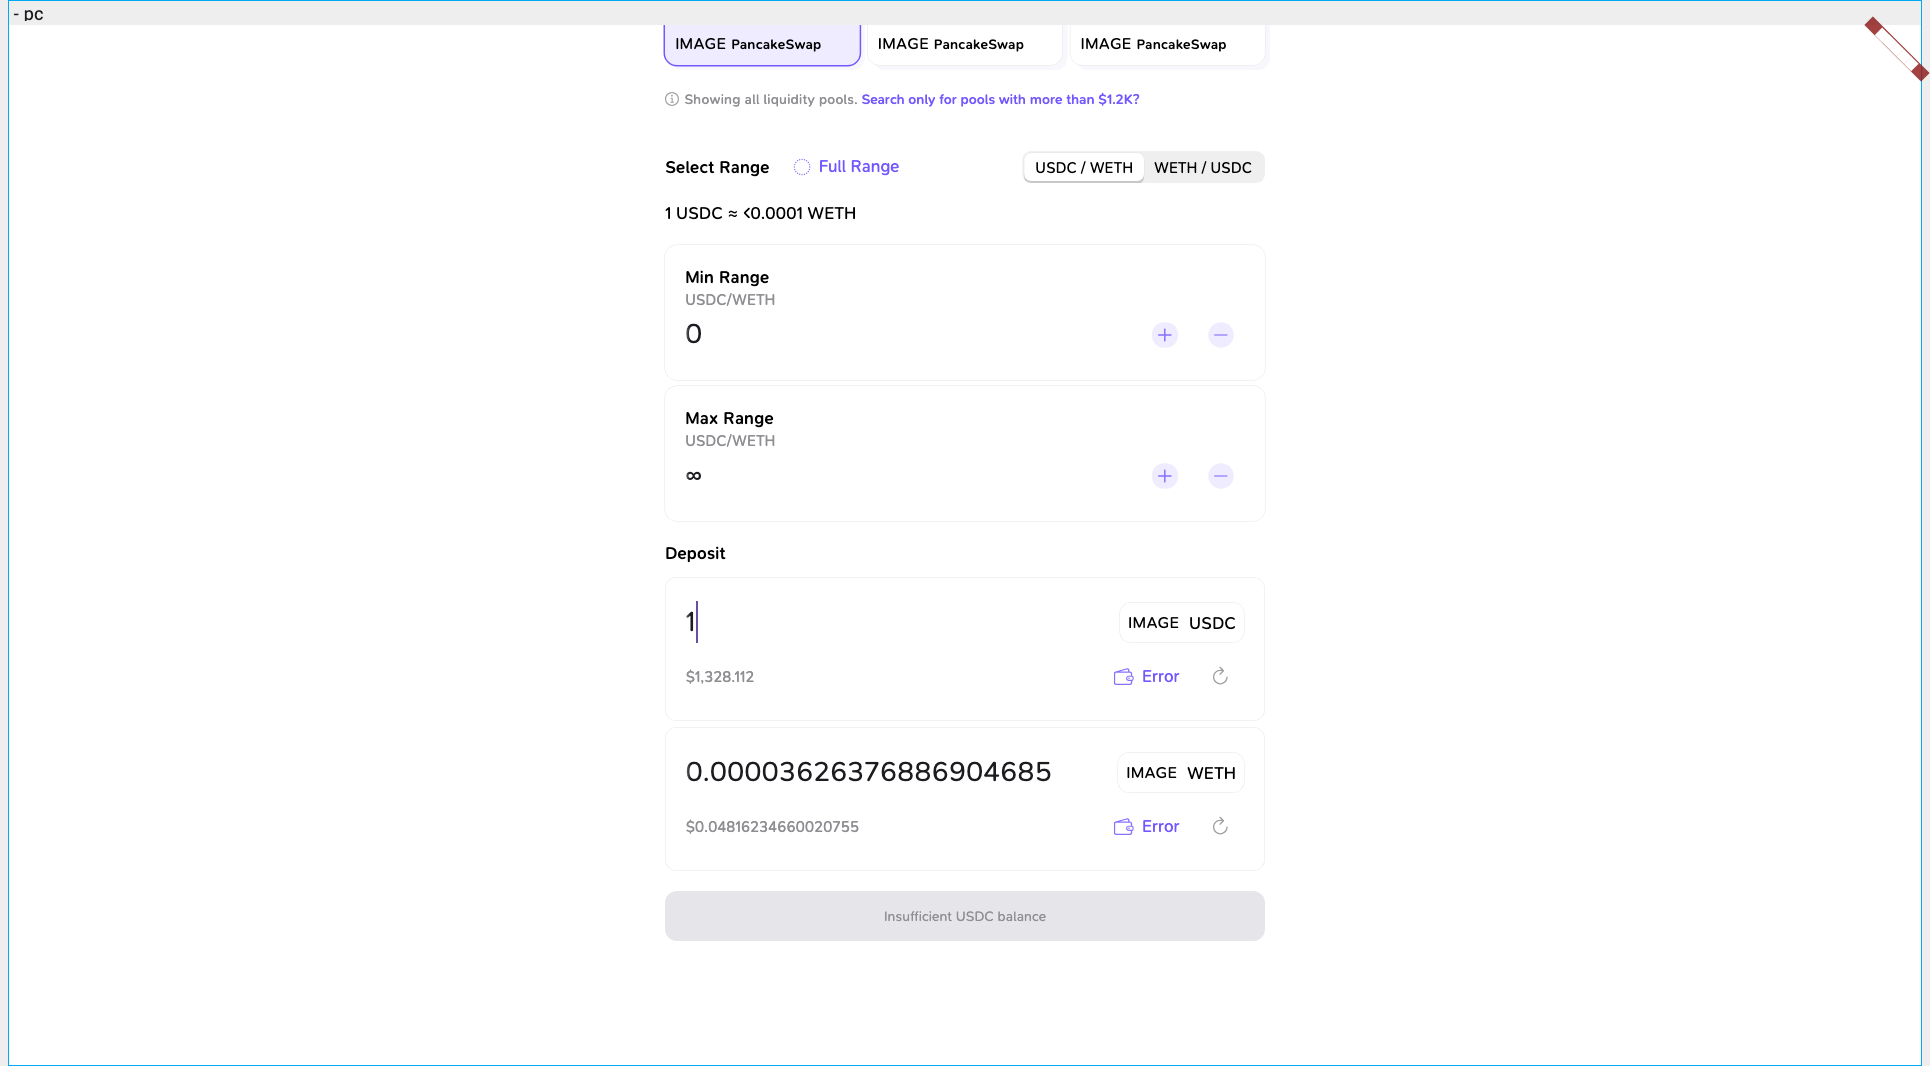 - pc
IMAGE PancakeSwap IMAGE PancakeSwap IMAGE PancakeSwap
Showing all liquidity pools. Search only for pools with more than $1.2K?
Select Range Full Range USDC / WETH WETH / USDC
1 USDC ≈ <0.0001 WETH
Min Range
USDC/WETH
0
Max Range
USDC/WETH
∞
Deposit
1 IMAGE USDC
$1,328.112 Error
0.00003626376886904685 IMAGE WETH
$0.04816234660020755 Error
Insufficient USDC balance